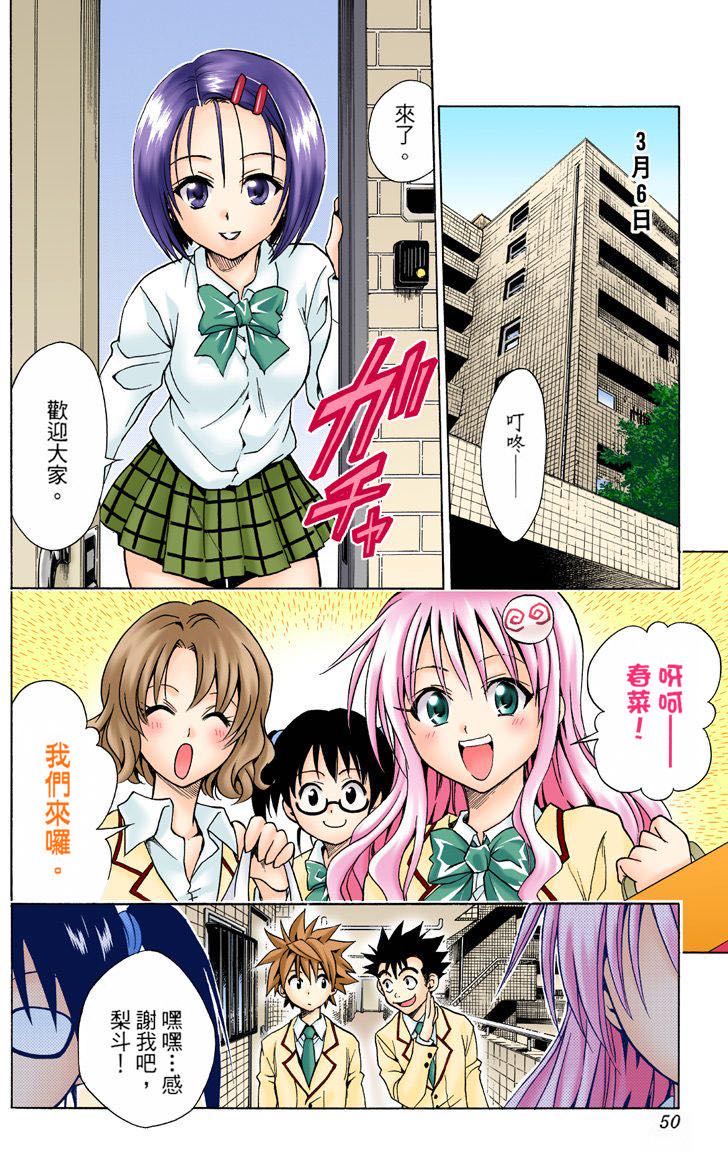 3月6日
叮咚——
來了。
ガチャ
歡迎大家。
呀呵——
春菜！
我們來囉。
嘿嘿…感
謝我吧，
梨斗！
50